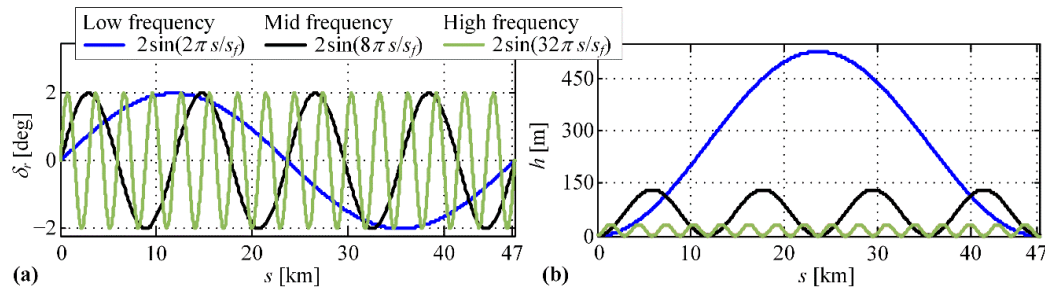 Low frequency Mid frequency High frequency
2sin(2π s/s_f) 2sin(8π s/s_f) 2sin(32π s/s_f)
2
0
−2
δ_r [deg]
0 10 20 30 40 47
s [km]
(a)
450
300
150
0
h [m]
0 10 20 30 40 47
s [km]
(b)